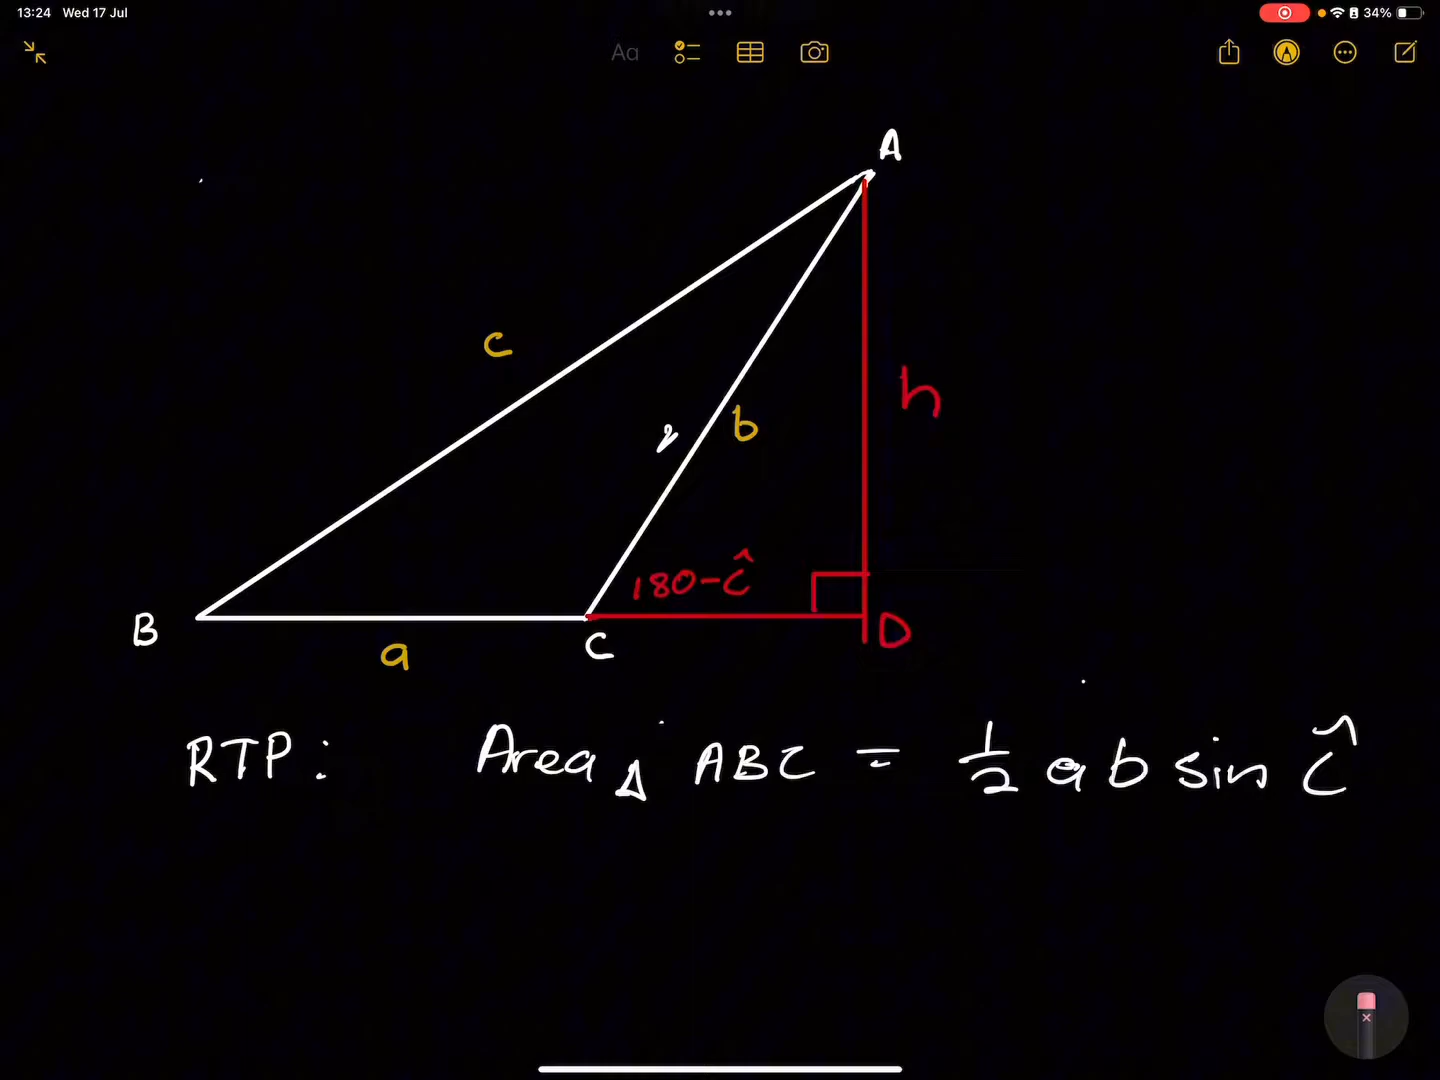 13:24 Wed 17 Jul
34%
Aa
A
c
h
b
180-Ĉ
B
C
D
a
RTP: Area △ ABC = 1/2 ab sin Ĉ